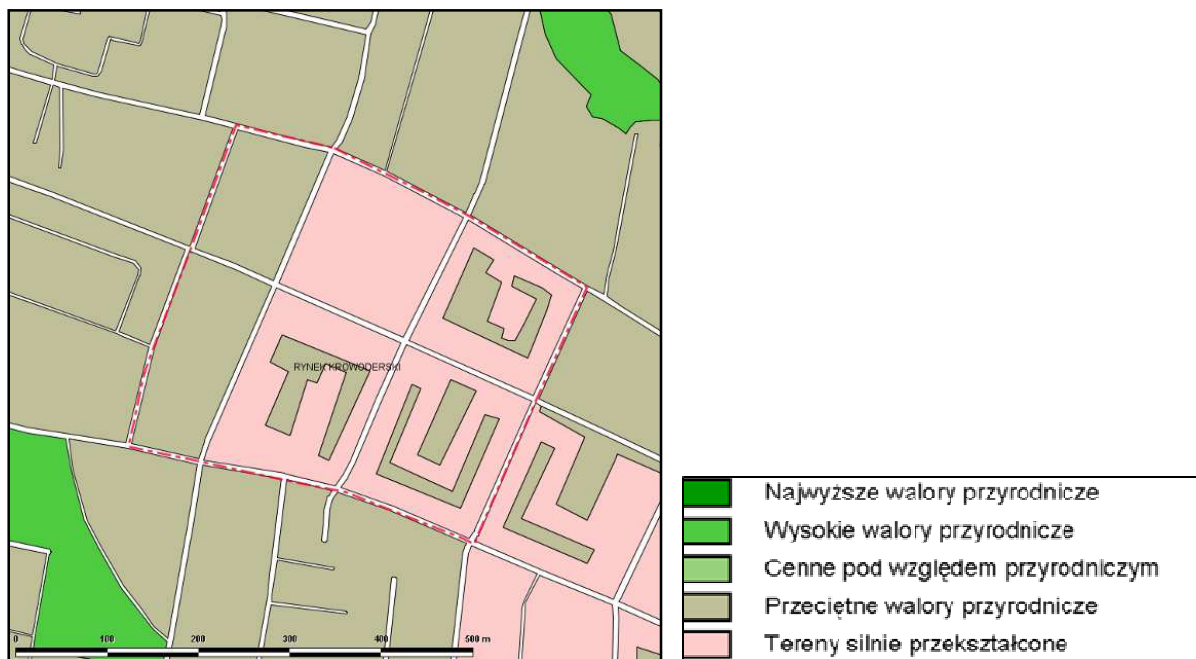 RYNEK KROWODERSKI
0 100 200 300 400 500 m
Najwyższe walory przyrodnicze
Wysokie walory przyrodnicze
Cenne pod względem przyrodniczym
Przeciętne walory przyrodnicze
Tereny silnie przekształcone